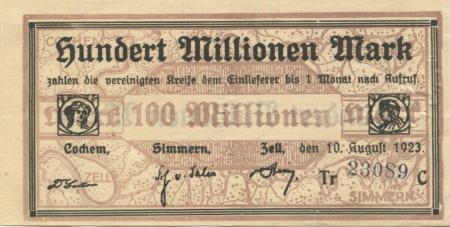 COCHEM
Hundert Millionen Mark
zahlen die vereinigten Kreise dem Einlieferer bis 1 Monat nach Aufruf.
100 Millionen
Cochem, Simmern, Zell, den 10. August 1923.
Tr 23089 C
ZELL
SIMMERN